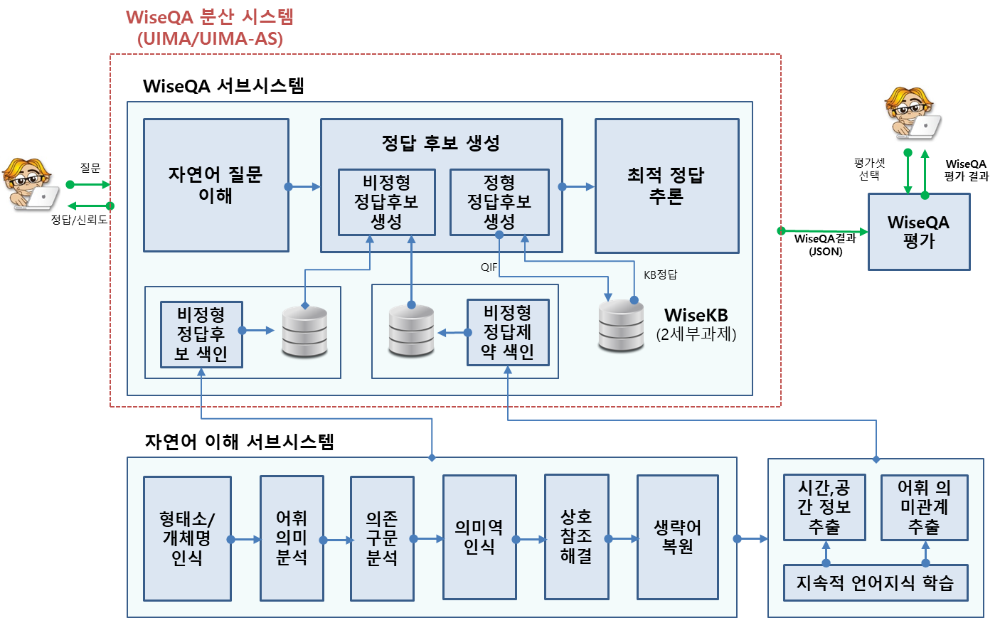 WiseQA 분산 시스템
(UIMA/UIMA-AS)
WiseQA 서브시스템
자연어 질문
이해
정답 후보 생성
비정형
정답후보
생성
정형
정답후보
생성
최적 정답
추론
질문
정답/신뢰도
평가셋
선택
WiseQA
평가 결과
WiseQA
평가
WiseQA결과
(JSON)
QIF
KB정답
비정형
정답후
보 색인
비정형
정답제
약 색인
WiseKB
(2세부과제)
자연어 이해 서브시스템
형태소/
개체명
인식
어휘
의미
분석
의존
구문
분석
의미역
인식
상호
참조
해결
생략어
복원
시간,공
간 정보
추출
어휘 의
미관계
추출
지속적 언어지식 학습